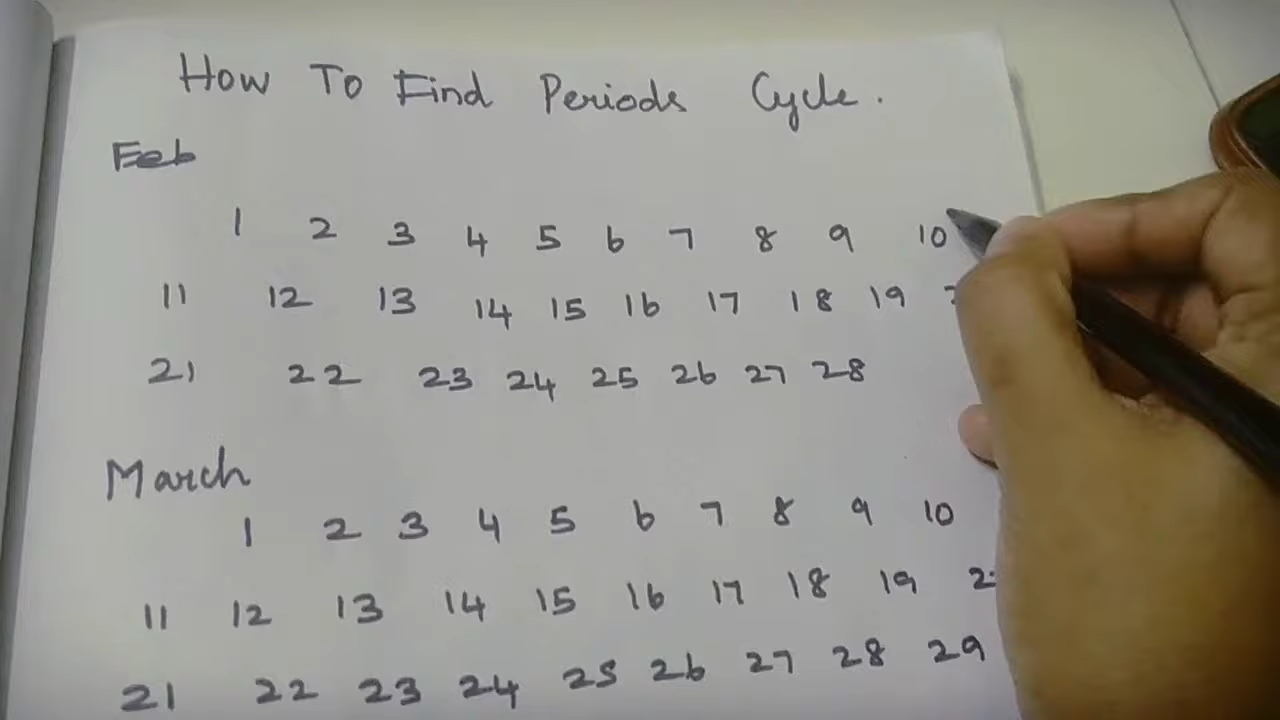 How To Find Periods Cycle.
Feb
1 2 3 4 5 6 7 8 9 10
11 12 13 14 15 16 17 18 19
21 22 23 24 25 26 27 28
March
1 2 3 4 5 6 7 8 9 10
11 12 13 14 15 16 17 18 19
21 22 23 24 25 26 27 28 29